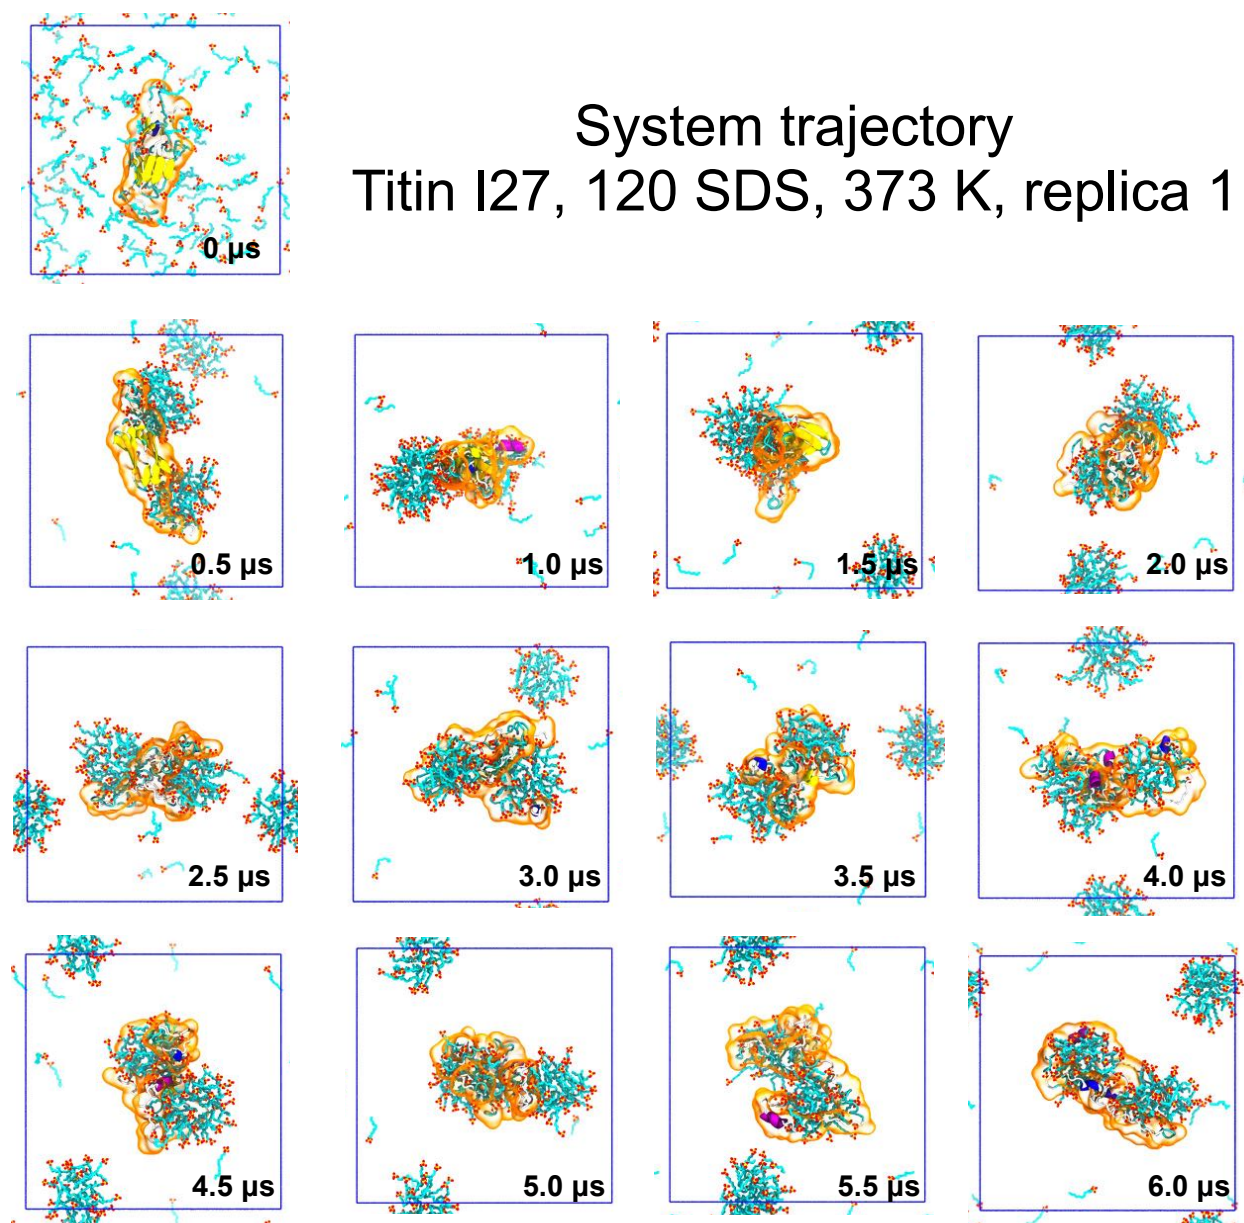 System trajectory
Titin I27, 120 SDS, 373 K, replica 1
0 µs
0.5 µs
1.0 µs
1.5 µs
2.0 µs
2.5 µs
3.0 µs
3.5 µs
4.0 µs
4.5 µs
5.0 µs
5.5 µs
6.0 µs